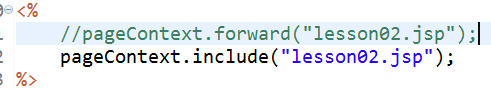 <%
//pageContext.forward("lesson02.jsp");
pageContext.include("lesson02.jsp");
%>